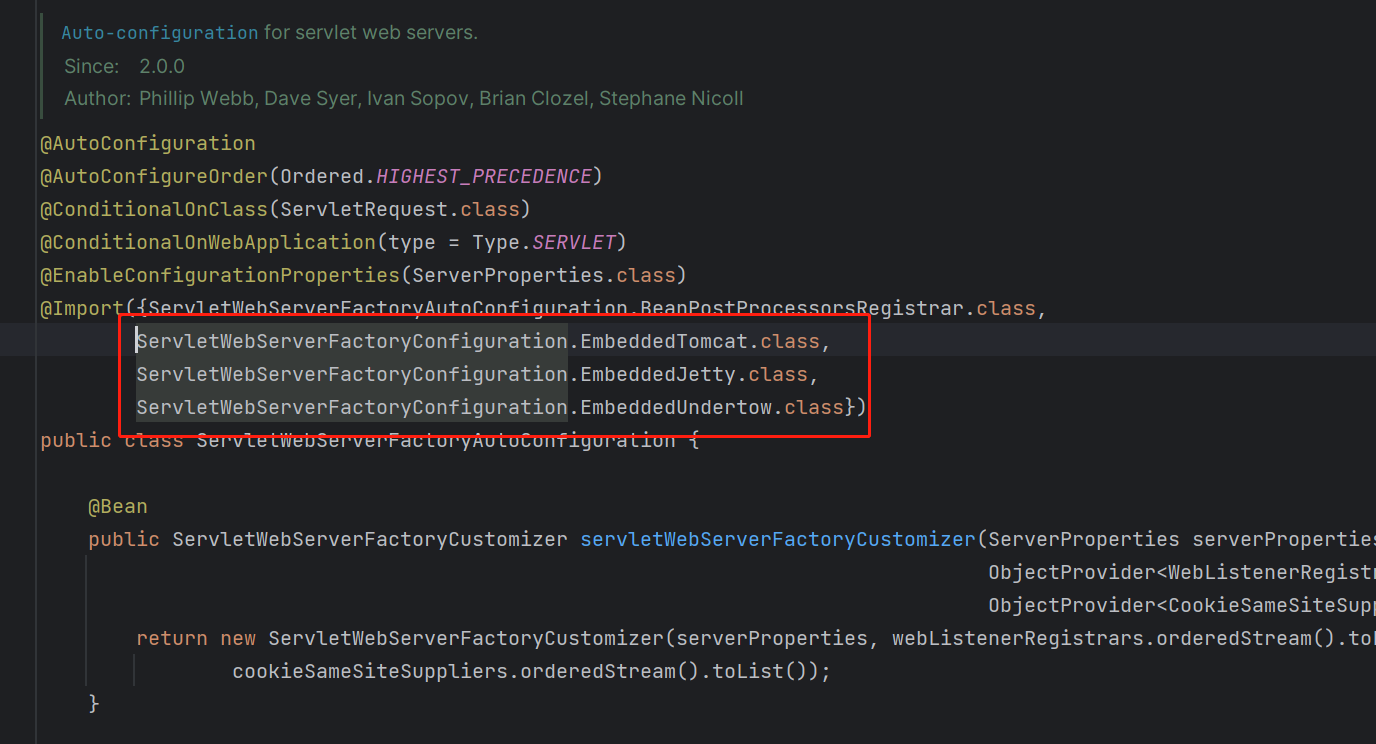 Auto-configuration for servlet web servers.
Since: 2.0.0
Author: Phillip Webb, Dave Syer, Ivan Sopov, Brian Clozel, Stephane Nicoll
@AutoConfiguration
@AutoConfigureOrder(Ordered.HIGHEST_PRECEDENCE)
@ConditionalOnClass(ServletRequest.class)
@ConditionalOnWebApplication(type = Type.SERVLET)
@EnableConfigurationProperties(ServerProperties.class)
@Import({ServletWebServerFactoryAutoConfiguration.BeanPostProcessorsRegistrar.class,
ServletWebServerFactoryConfiguration.EmbeddedTomcat.class,
ServletWebServerFactoryConfiguration.EmbeddedJetty.class,
ServletWebServerFactoryConfiguration.EmbeddedUndertow.class})
public class ServletWebServerFactoryAutoConfiguration {
@Bean
public ServletWebServerFactoryCustomizer servletWebServerFactoryCustomizer(ServerProperties serverProperties
ObjectProvider<WebListenerRegistr
ObjectProvider<CookieSameSiteSupp
return new ServletWebServerFactoryCustomizer(serverProperties, webListenerRegistrars.orderedStream().toL
cookieSameSiteSuppliers.orderedStream().toList());
}